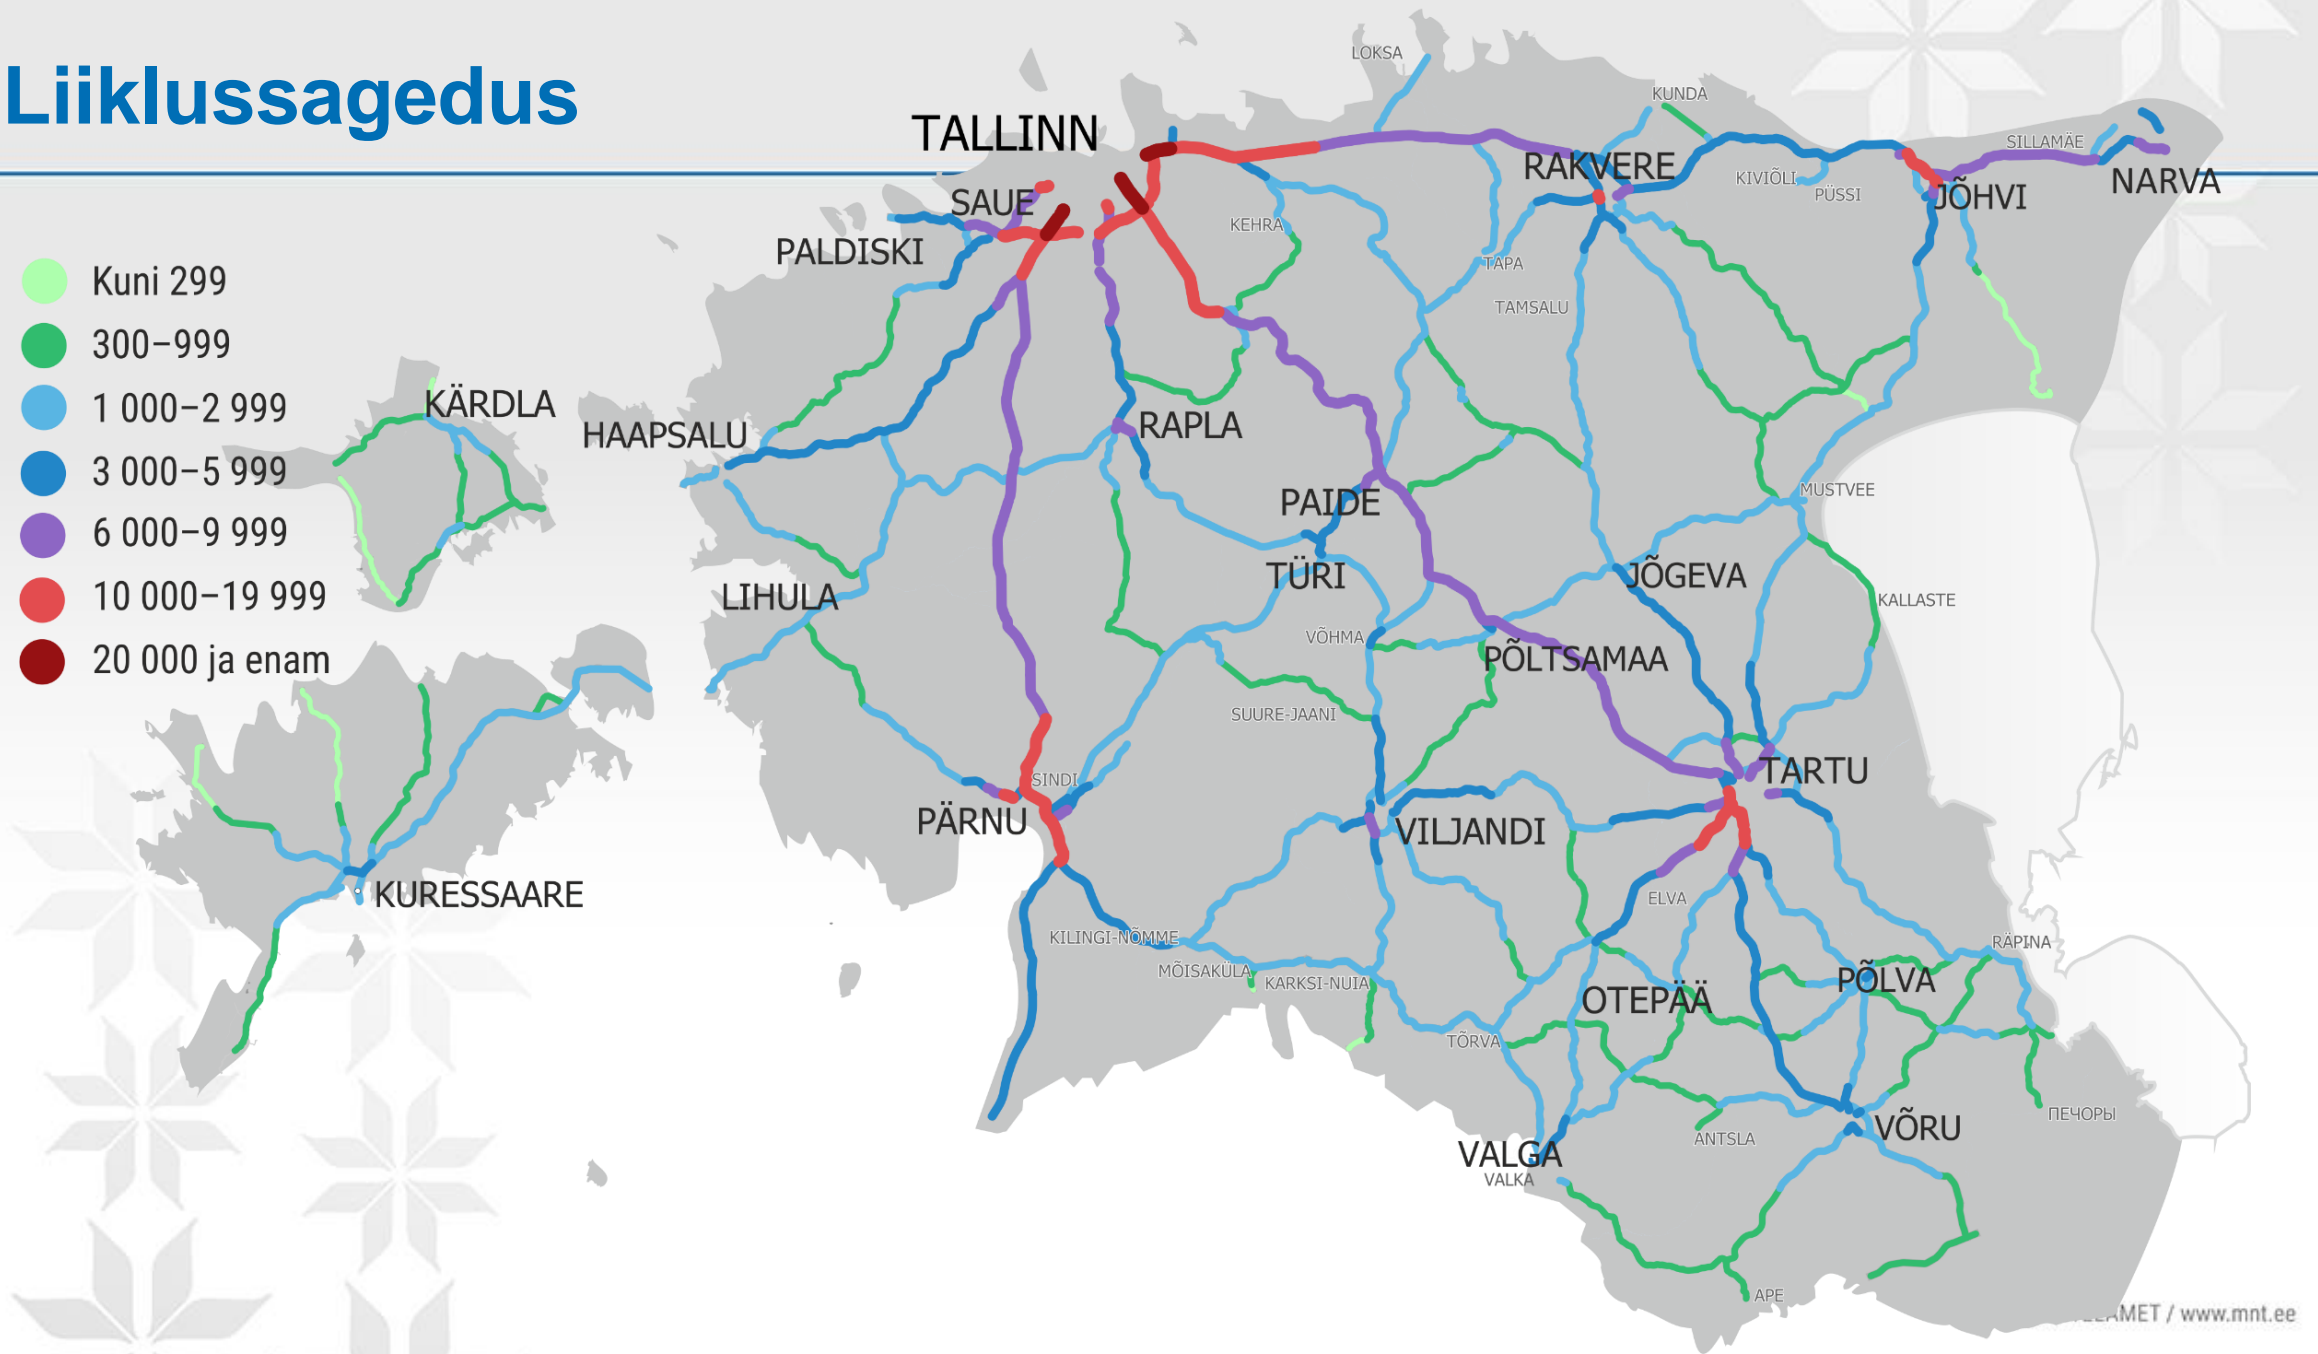 Liiklussagedus
Kuni 299
300–999
1 000–2 999
3 000–5 999
6 000–9 999
10 000–19 999
20 000 ja enam
LOKSA
KUNDA
TALLINN
SILLAMÄE
RAKVERE
KIVIÕLI
PÜSSI
NARVA
JÕHVI
SAUE
KEHRA
PALDISKI
TAPA
TAMSALU
KÄRDLA
HAAPSALU
RAPLA
PAIDE
MUSTVEE
TÜRI
JÕGEVA
LIHULA
KALLASTE
VÕHMA
PÕLTSAMAA
SUURE-JAANI
SINDI
TARTU
PÄRNU
VILJANDI
KURESSAARE
ELVA
KILINGI-NÕMME
RÄPINA
MÕISAKÜLA
KARKSI-NUIA
PÕLVA
OTEPÄÄ
TÕRVA
ПЕЧОРЫ
ANTSLA
VÕRU
VALGA
VALKA
APE
/ www.mnt.ee